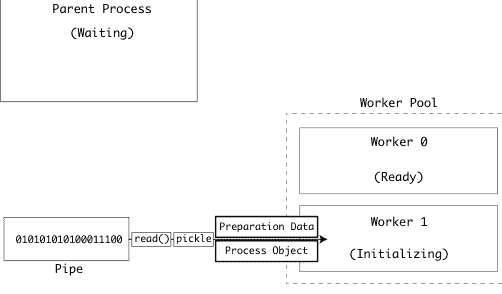 Parent Process
(Waiting)
Worker Pool
Worker 0
(Ready)
Worker 1
(Initializing)
Preparation Data
Process Object
010101010100011100
read()
pickle
Pipe